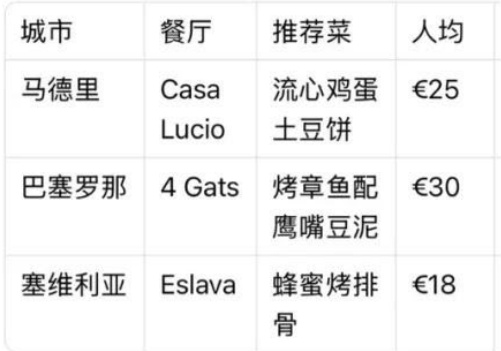 城市 餐厅 推荐菜 人均
马德里 Casa 流心鸡蛋 €25
Lucio 土豆饼
巴塞罗那 4 Gats 烤章鱼配 €30
鹰嘴豆泥
塞维利亚 Eslava 蜂蜜烤排 €18
骨